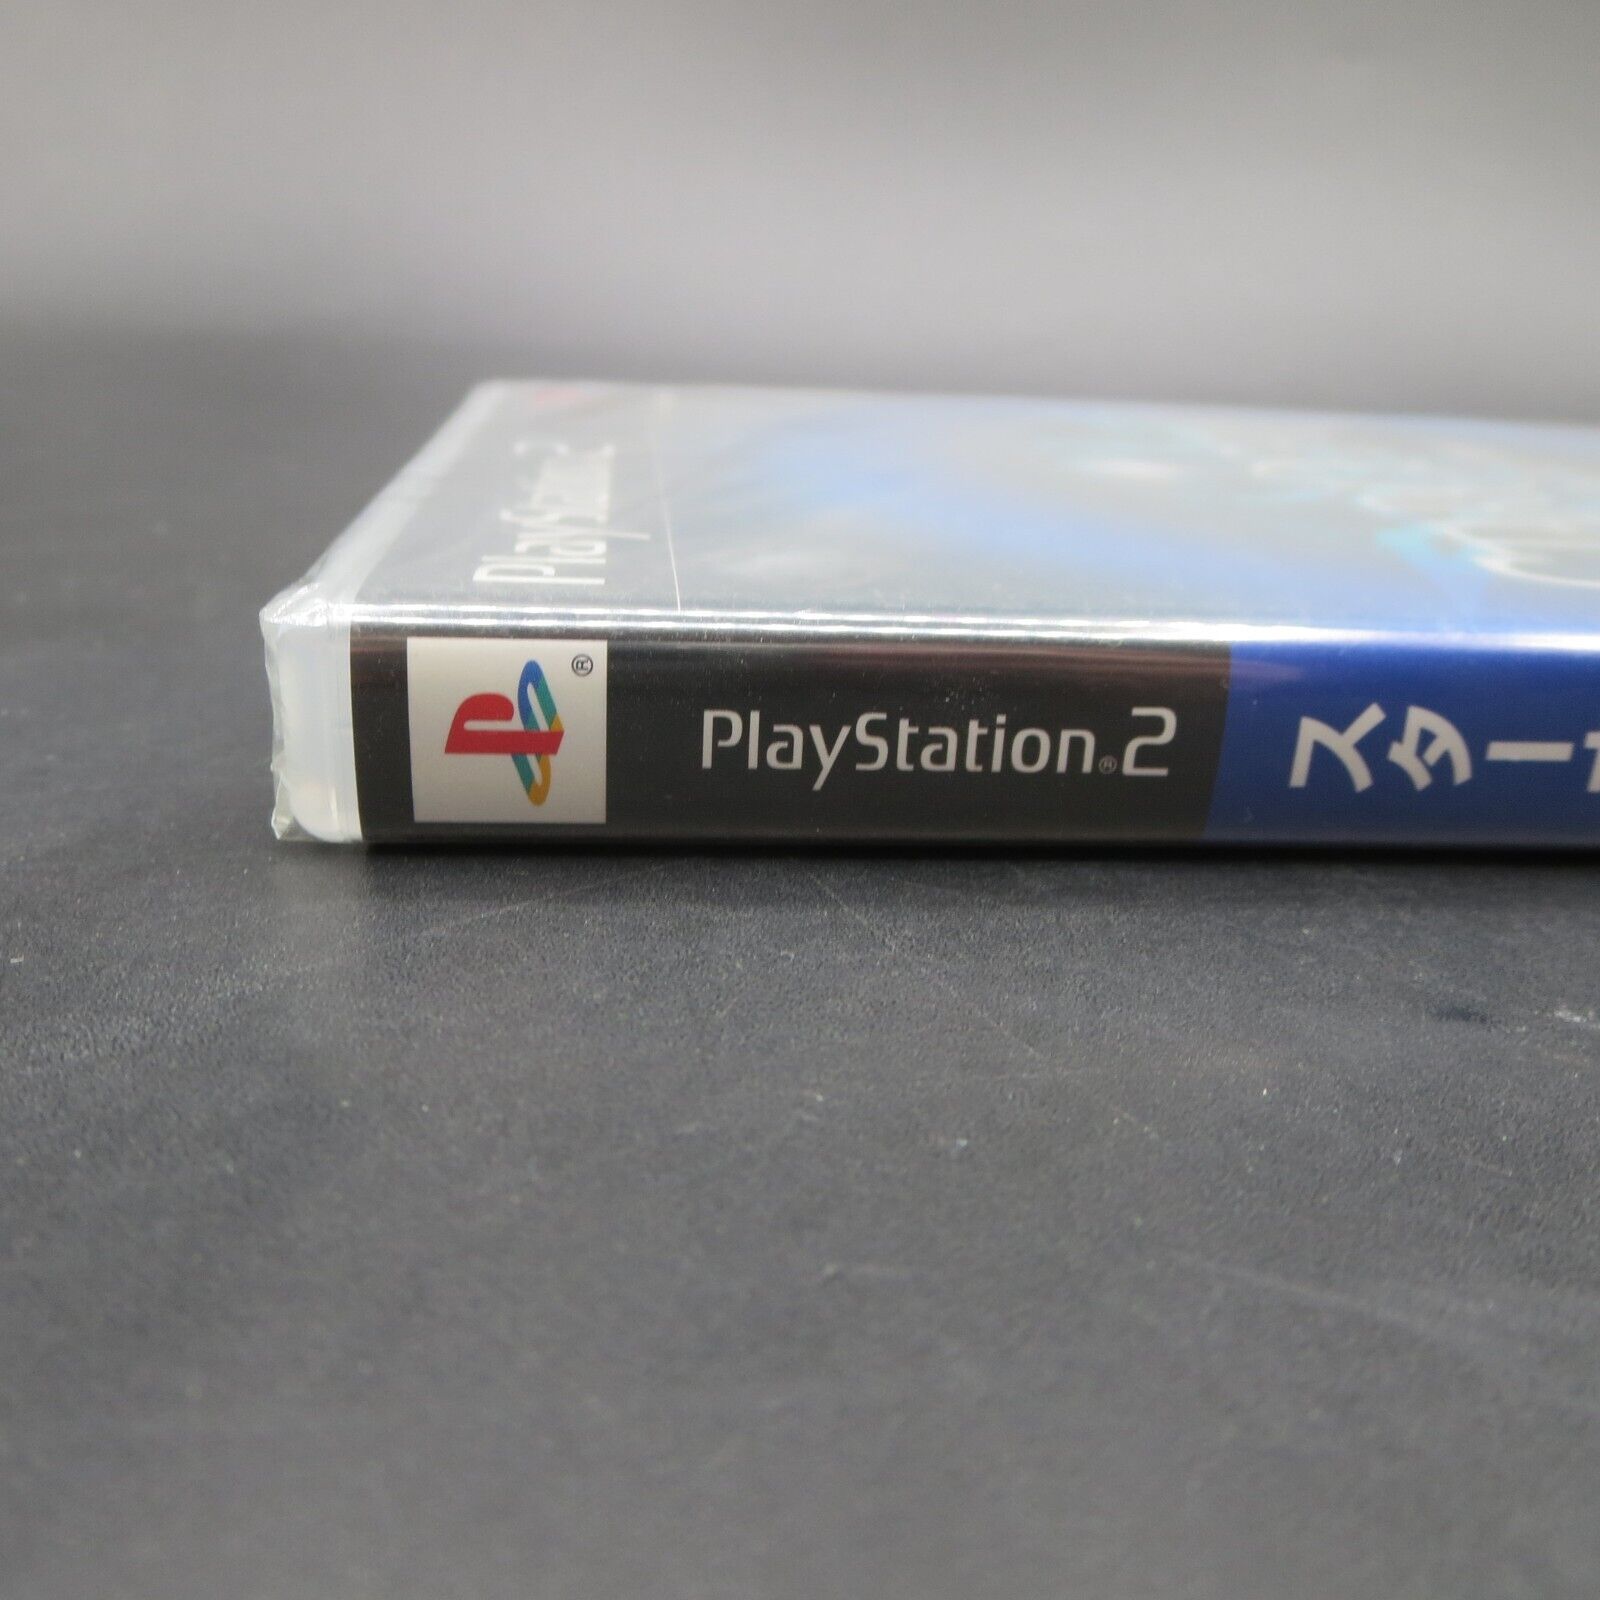 PlayStation 2
®
PlayStation®2
スター